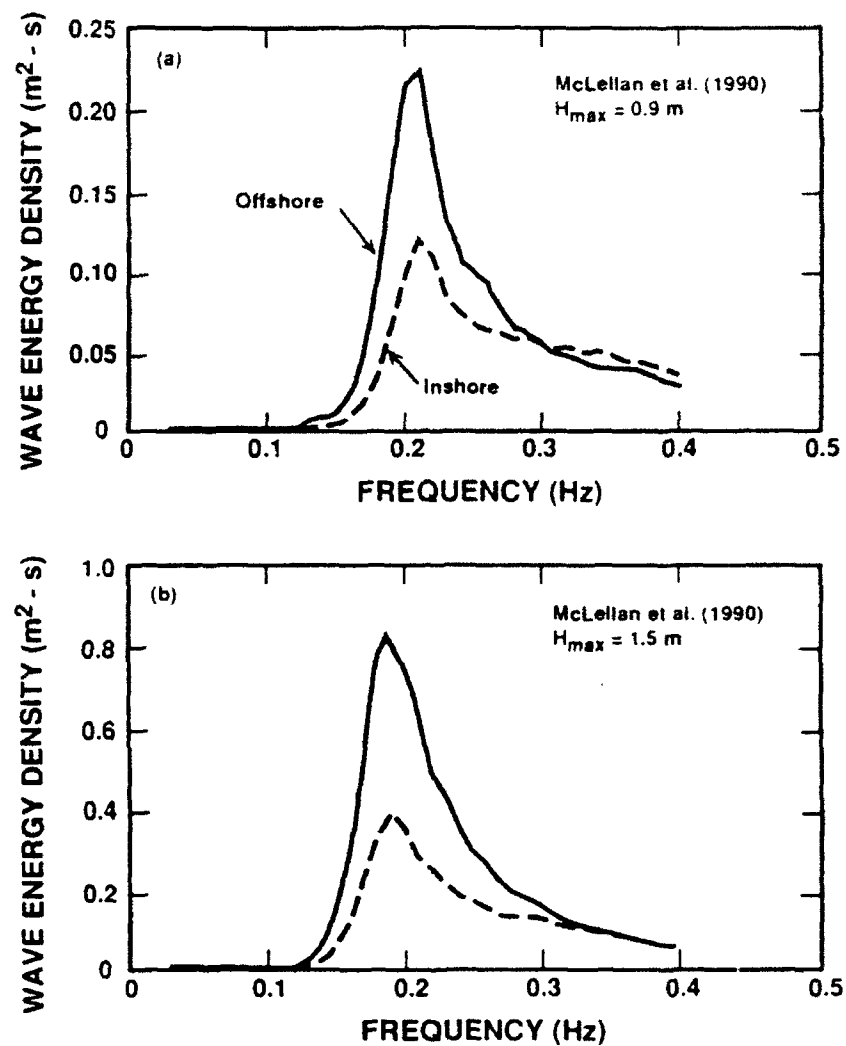 WAVE ENERGY DENSITY (m² - s)
0.25
0.20
0.15
0.10
0.05
0
(a)
McLellan et al. (1990)
Hmax = 0.9 m
Offshore
Inshore
0 0.1 0.2 0.3 0.4 0.5
FREQUENCY (Hz)
WAVE ENERGY DENSITY (m² - s)
1.0
0.8
0.6
0.4
0.2
0
(b)
McLellan et al. (1990)
Hmax = 1.5 m
0 0.1 0.2 0.3 0.4 0.5
FREQUENCY (Hz)